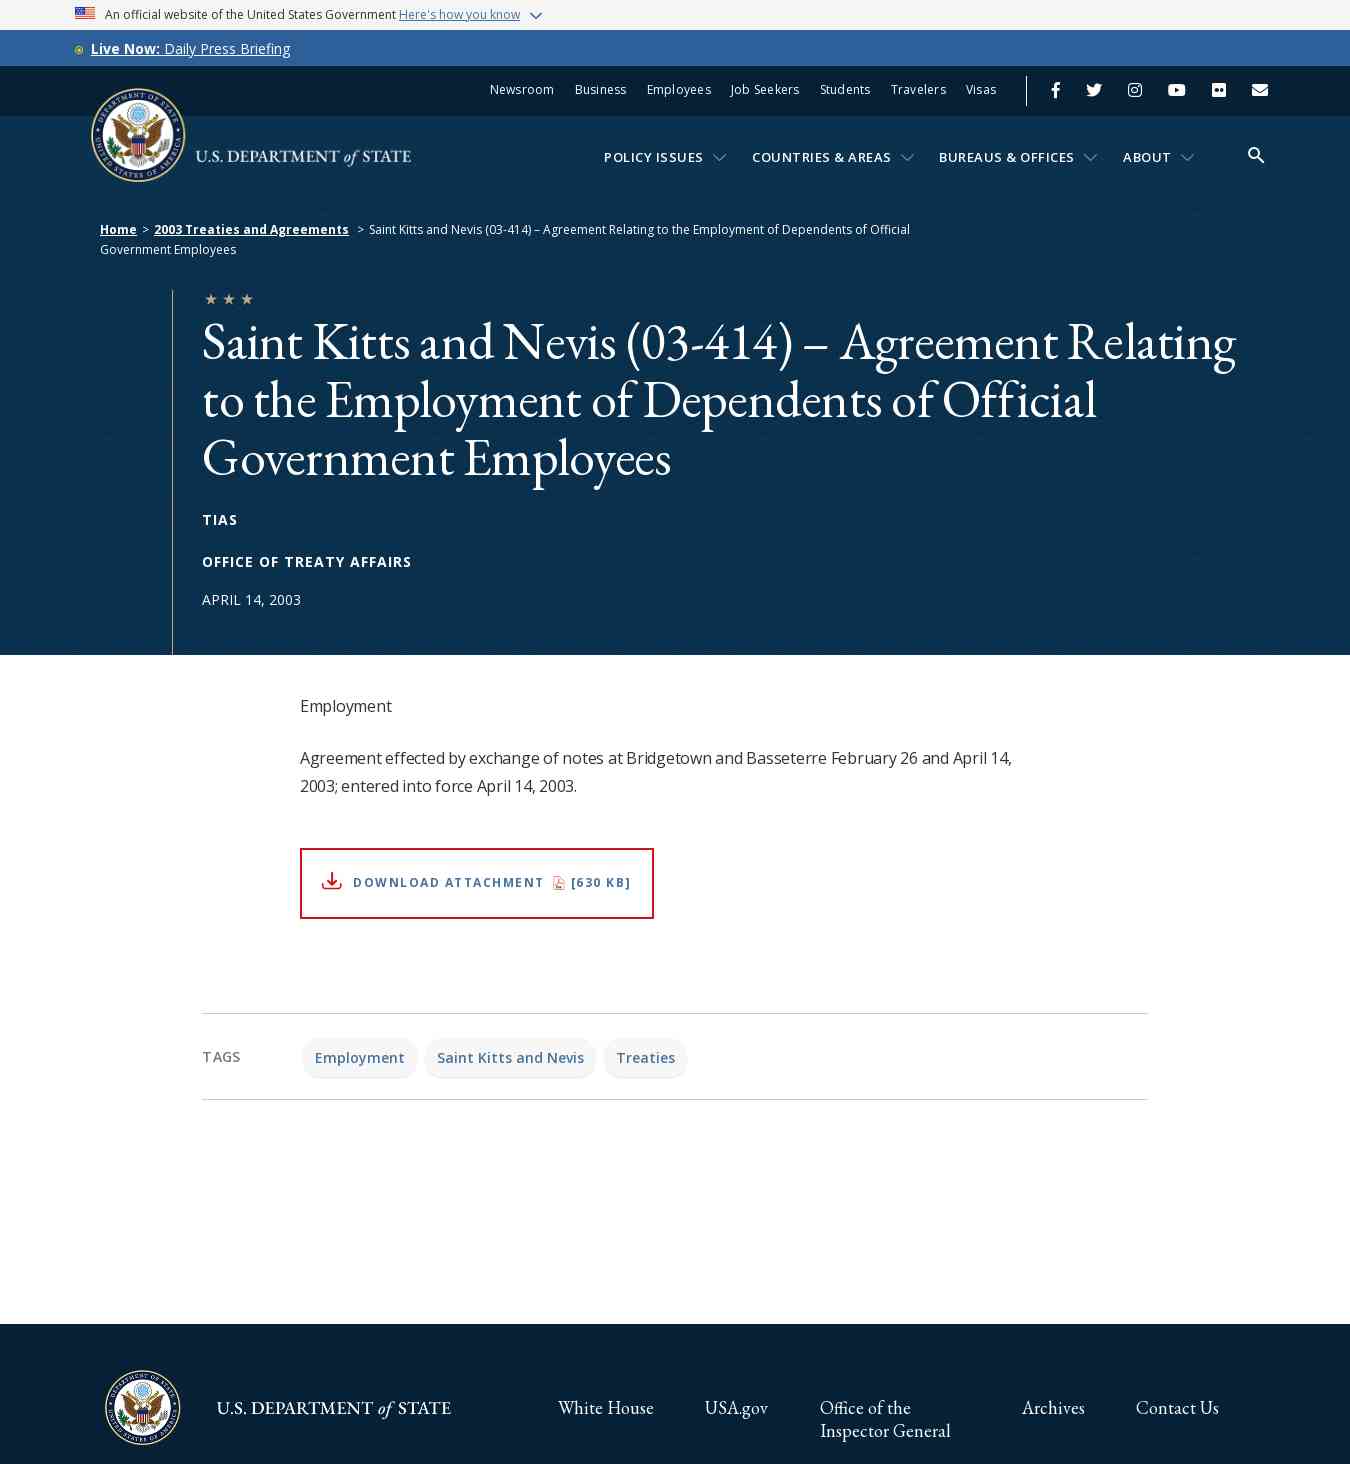 An official website of the United States Government Here's how you know
Live Now: Daily Press Briefing
Newsroom Business Employees Job Seekers Students Travelers Visas
U.S. DEPARTMENT of STATE
POLICY ISSUES COUNTRIES & AREAS BUREAUS & OFFICES ABOUT
Home > 2003 Treaties and Agreements > Saint Kitts and Nevis (03-414) – Agreement Relating to the Employment of Dependents of Official
Government Employees
Saint Kitts and Nevis (03-414) – Agreement Relating
to the Employment of Dependents of Official
Government Employees
TIAS
OFFICE OF TREATY AFFAIRS
APRIL 14, 2003
Employment
Agreement effected by exchange of notes at Bridgetown and Basseterre February 26 and April 14,
2003; entered into force April 14, 2003.
DOWNLOAD ATTACHMENT [630 KB]
TAGS Employment Saint Kitts and Nevis Treaties
U.S. DEPARTMENT of STATE
White House USA.gov Office of the Archives Contact Us
Inspector General